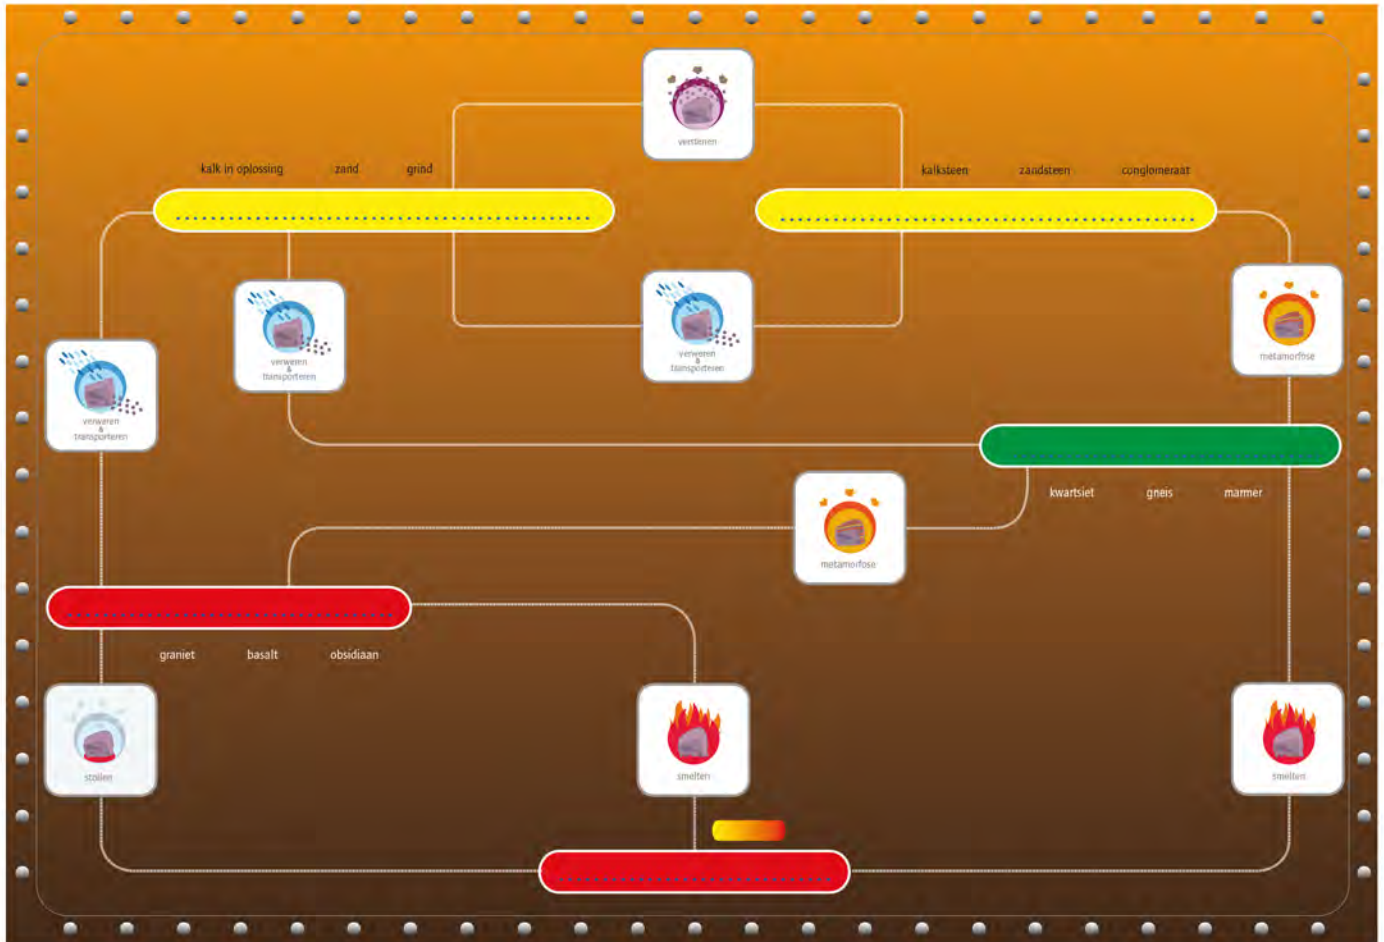 verstenen
kalk in oplossing zand grind
kalksteen zandsteen conglomeraat
verweren
&
transporteren
verweren
&
transporteren
metamorfose
verweren
&
transporteren
kwartsiet gneis marmer
metamorfose
graniet basalt obsidiaan
stollen
smelten
smelten